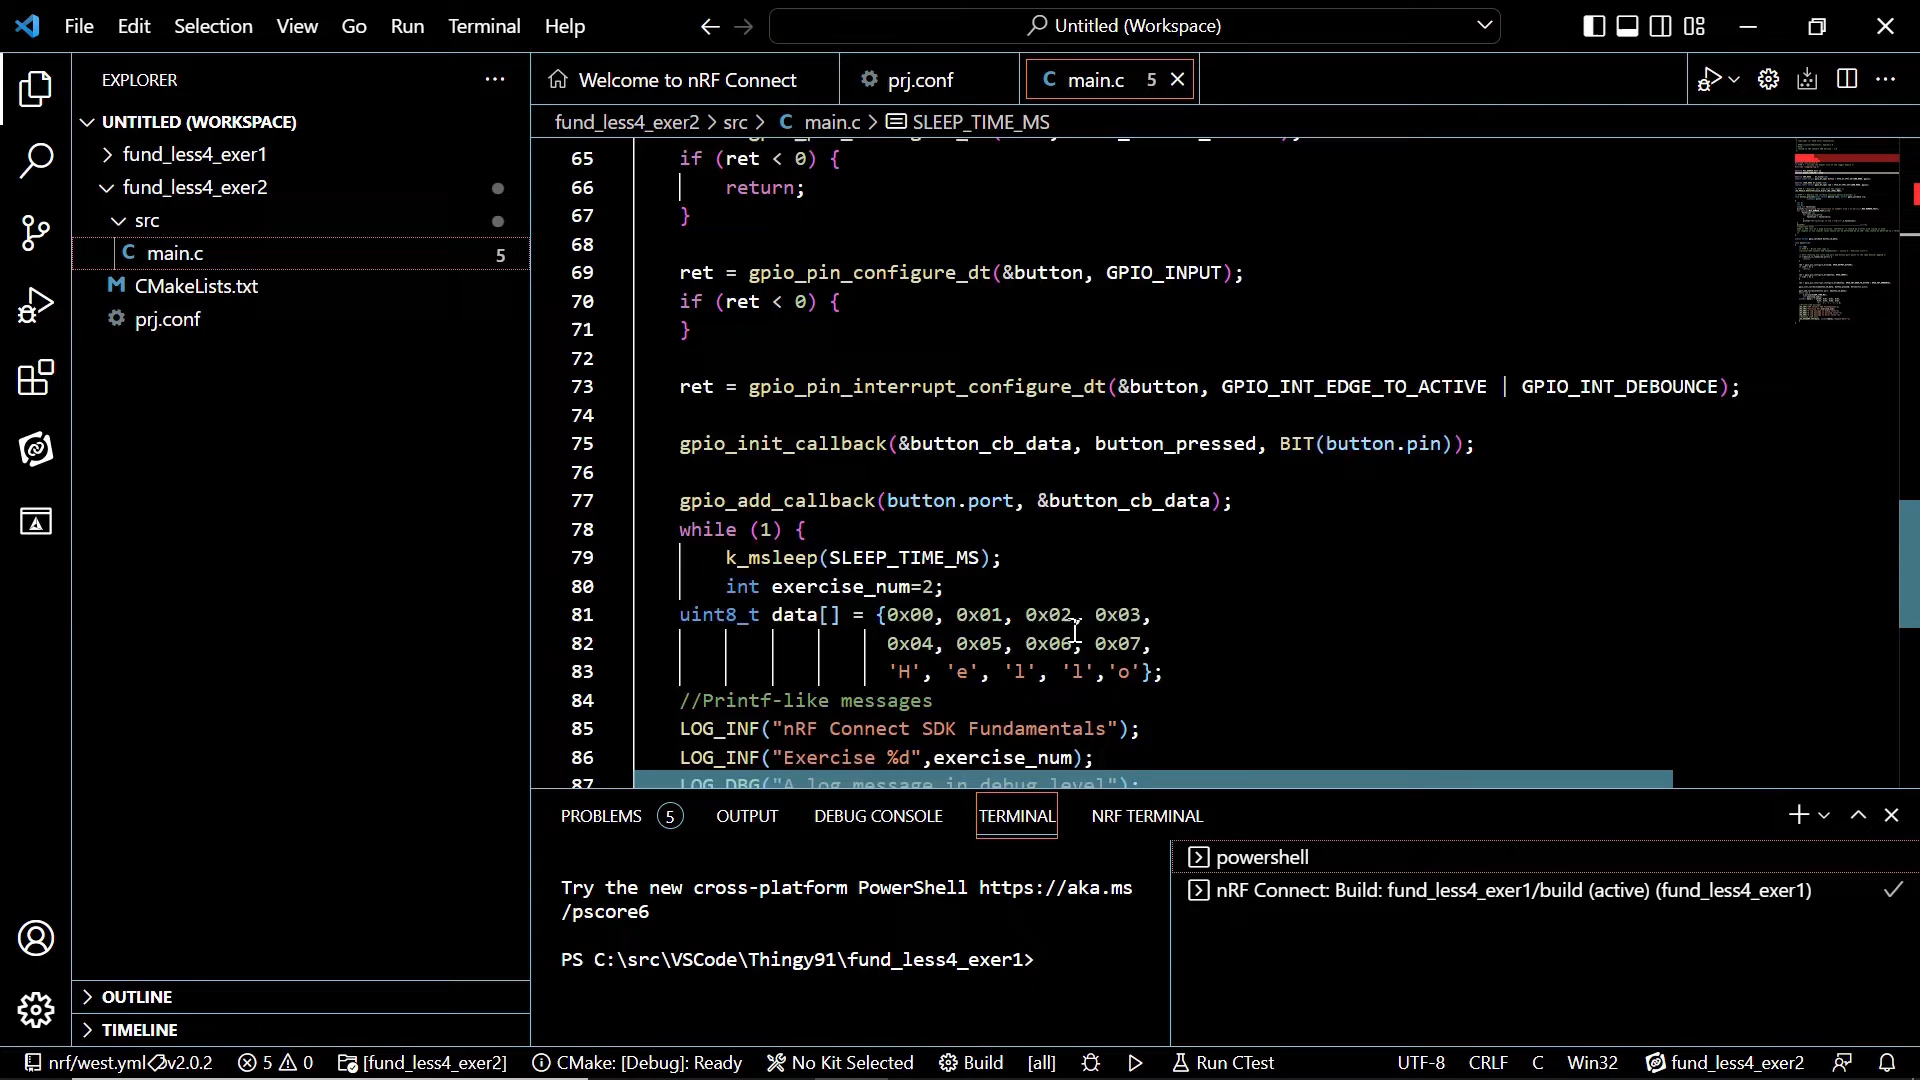 File Edit Selection View Go Run Terminal Help
Untitled (Workspace)
EXPLORER
UNTITLED (WORKSPACE)
fund_less4_exer1
fund_less4_exer2
src
C main.c 5
M CMakeLists.txt
prj.conf
OUTLINE
TIMELINE
Welcome to nRF Connect
prj.conf
C main.c 5
fund_less4_exer2 > src > C main.c > SLEEP_TIME_MS
65 if (ret < 0) {
66 return;
67 }
68
69 ret = gpio_pin_configure_dt(&button, GPIO_INPUT);
70 if (ret < 0) {
71 }
72
73 ret = gpio_pin_interrupt_configure_dt(&button, GPIO_INT_EDGE_TO_ACTIVE | GPIO_INT_DEBOUNCE);
74
75 gpio_init_callback(&button_cb_data, button_pressed, BIT(button.pin));
76
77 gpio_add_callback(button.port, &button_cb_data);
78 while (1) {
79 k_msleep(SLEEP_TIME_MS);
80 int exercise_num=2;
81 uint8_t data[] = {0x00, 0x01, 0x02, 0x03,
82 0x04, 0x05, 0x06, 0x07,
83 'H', 'e', 'l', 'l','o'};
84 //Printf-like messages
85 LOG_INF("nRF Connect SDK Fundamentals");
86 LOG_INF("Exercise %d",exercise_num);
87 LOG_DBG("A log message in debug level");
PROBLEMS 5 OUTPUT DEBUG CONSOLE TERMINAL NRF TERMINAL
Try the new cross-platform PowerShell https://aka.ms
/pscore6
PS C:\src\VSCode\Thingy91\fund_less4_exer1>
powershell
nRF Connect: Build: fund_less4_exer1/build (active) (fund_less4_exer1)
nrf/west.yml v2.0.2 5 0 [fund_less4_exer2] CMake: [Debug]: Ready No Kit Selected Build [all] Run CTest UTF-8 CRLF C Win32 fund_less4_exer2